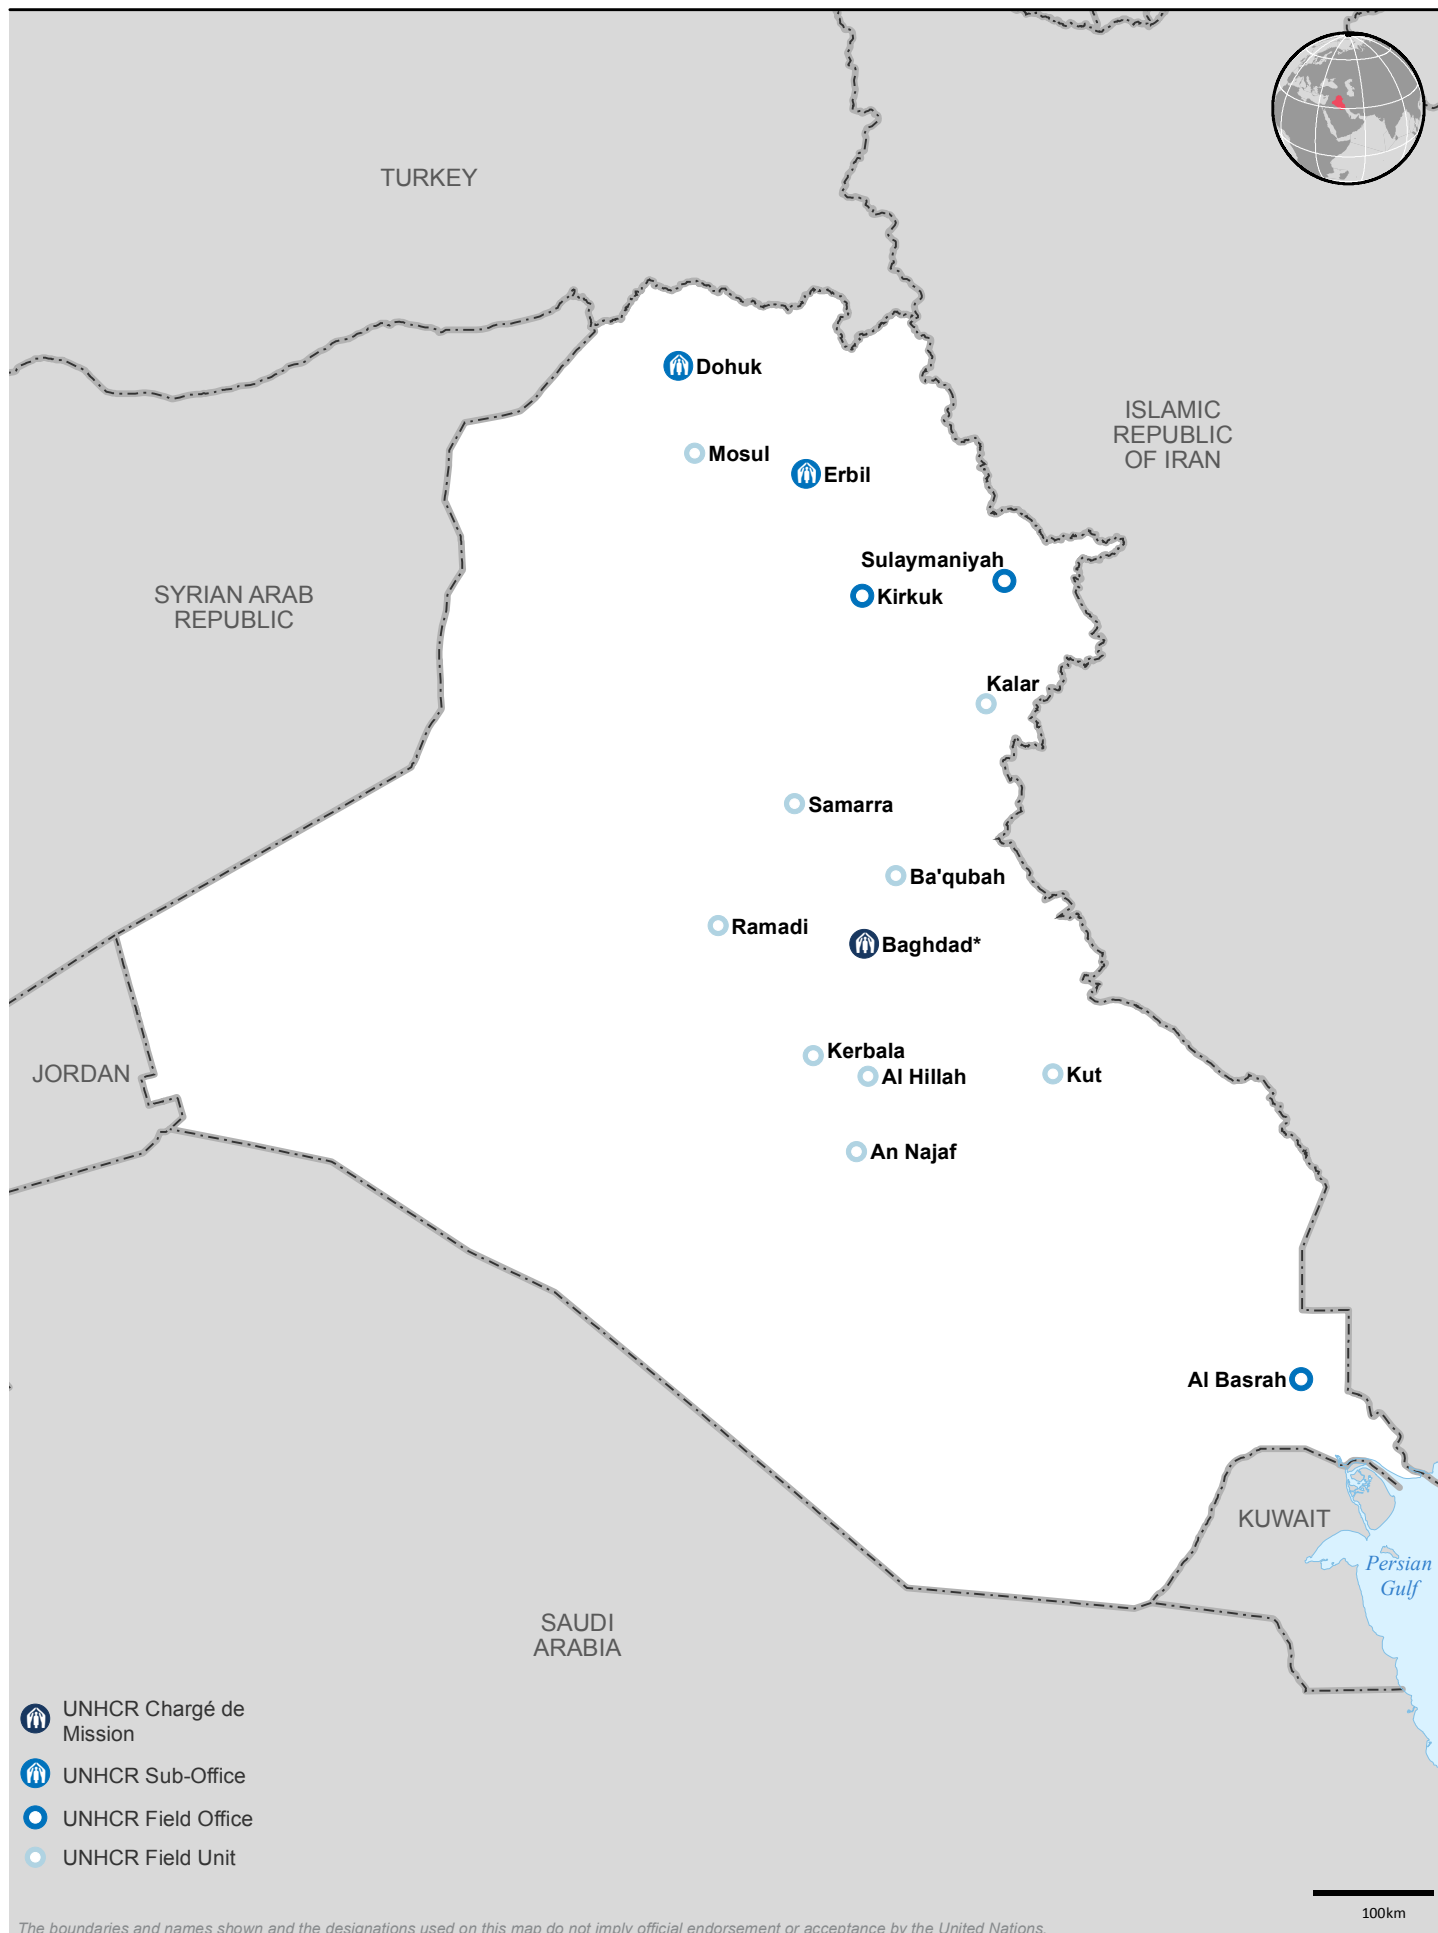 TURKEY
Dohuk
ISLAMIC
REPUBLIC
OF IRAN
Mosul
Erbil
Sulaymaniyah
SYRIAN ARAB
REPUBLIC
Kirkuk
Kalar
Samarra
Ba'qubah
Ramadi
Baghdad*
Kerbala
JORDAN
Al Hillah
Kut
An Najaf
Al Basrah
KUWAIT
Persian
Gulf
SAUDI
ARABIA
UNHCR Chargé de
Mission
UNHCR Sub-Office
UNHCR Field Office
UNHCR Field Unit
100km
The boundaries and names shown and the designations used on this map do not imply official endorsement or acceptance by the United Nations.